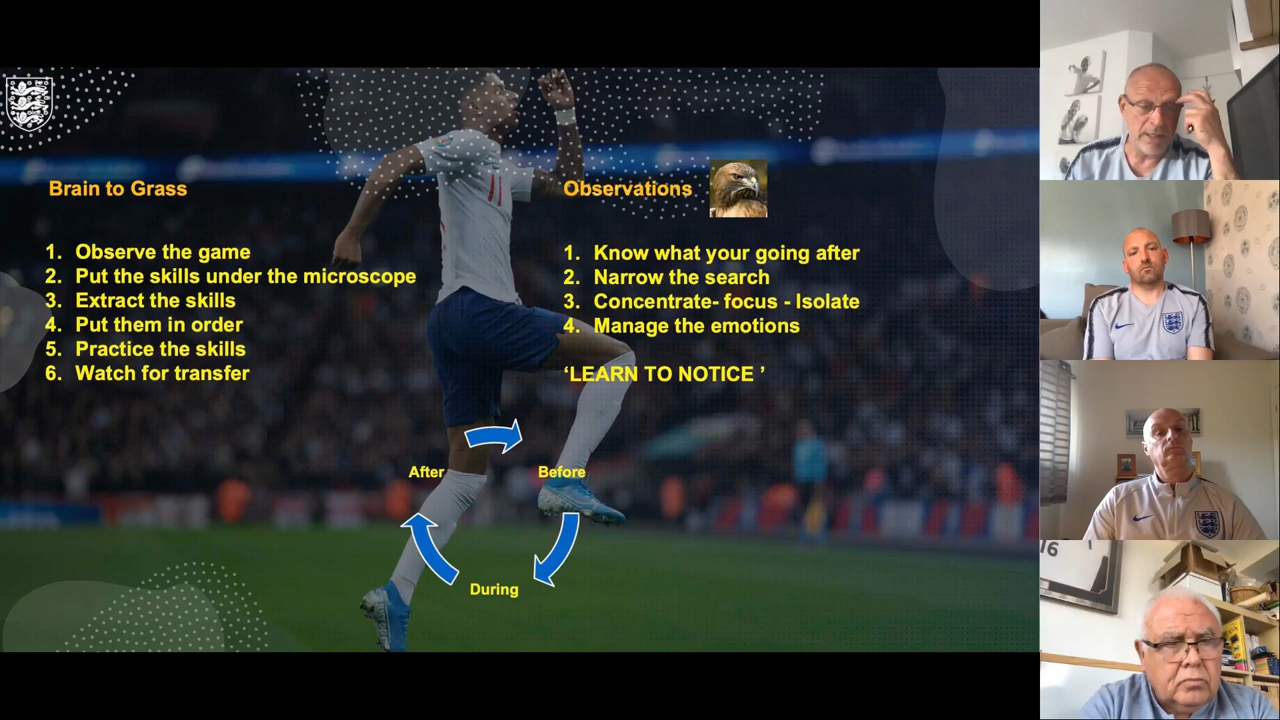 Brain to Grass
1. Observe the game
2. Put the skills under the microscope
3. Extract the skills
4. Put them in order
5. Practice the skills
6. Watch for transfer
Observations
1. Know what your going after
2. Narrow the search
3. Concentrate- focus - Isolate
4. Manage the emotions
‘LEARN TO NOTICE ’
After
Before
During
11
16